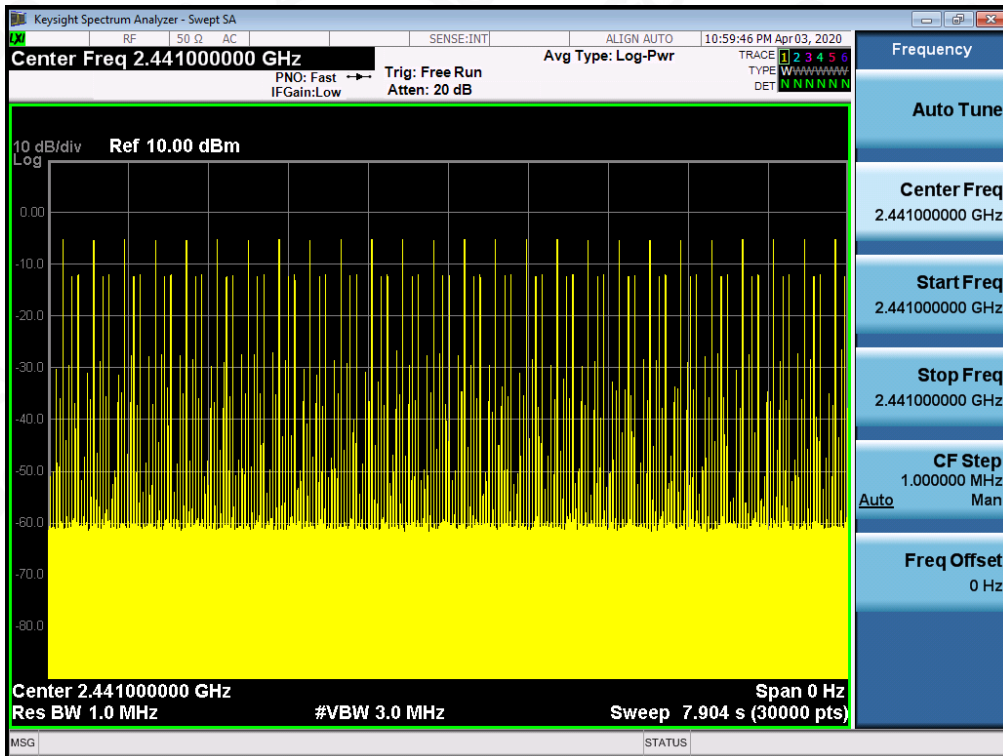 Keysight Spectrum Analyzer - Swept SA
LXI RF 50 Ω AC SENSE:INT ALIGN AUTO 10:59:46 PM Apr 03, 2020
Center Freq 2.441000000 GHz
PNO: Fast
IFGain:Low
Trig: Free Run
Atten: 20 dB
Avg Type: Log-Pwr
TRACE 1 2 3 4 5 6
TYPE WWWWWW
DET N N N N N N
10 dB/div Ref 10.00 dBm
Log
0.00
-10.0
-20.0
-30.0
-40.0
-50.0
-60.0
-70.0
-80.0
Center 2.441000000 GHz Span 0 Hz
Res BW 1.0 MHz #VBW 3.0 MHz Sweep 7.904 s (30000 pts)
MSG STATUS
Frequency
Auto Tune
Center Freq
2.441000000 GHz
Start Freq
2.441000000 GHz
Stop Freq
2.441000000 GHz
CF Step
1.000000 MHz
Auto Man
Freq Offset
0 Hz